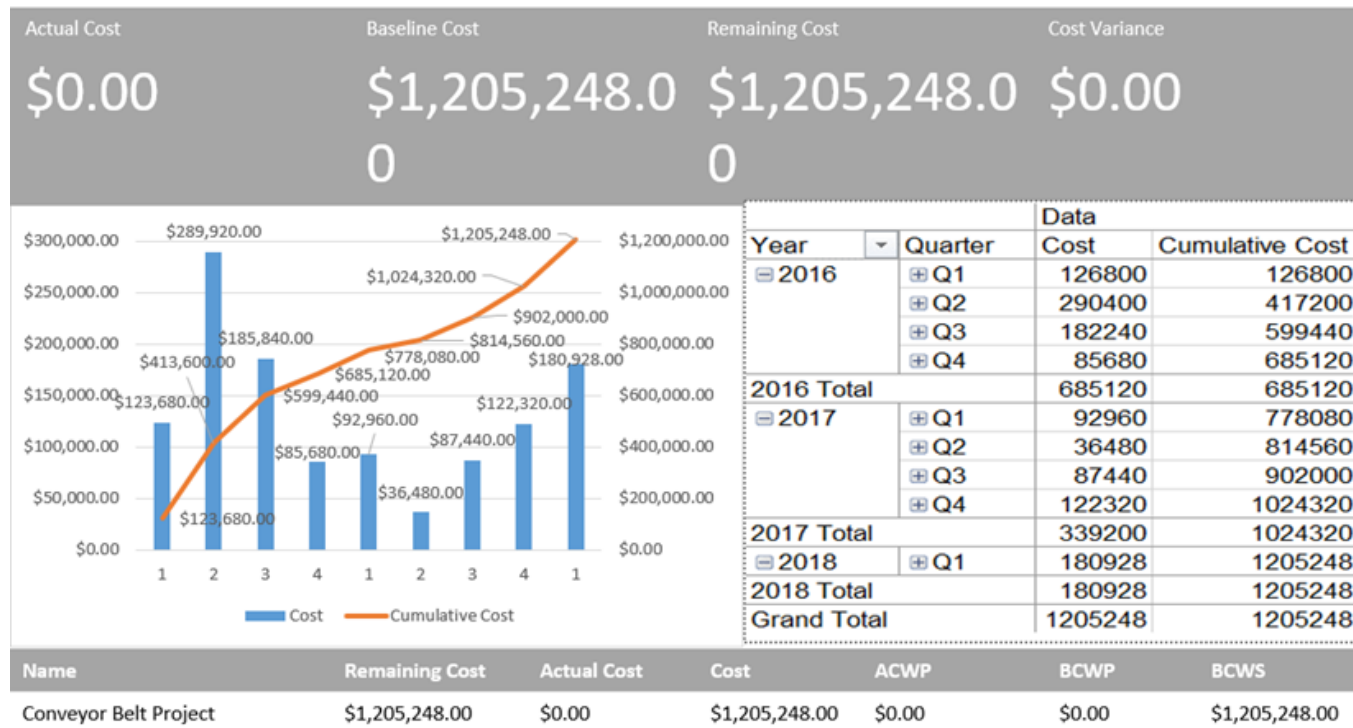 Actual Cost Baseline Cost Remaining Cost Cost Variance
$0.00 $1,205,248.0 $1,205,248.0 $0.00
0 0
$300,000.00
$250,000.00
$200,000.00
$150,000.00
$100,000.00
$50,000.00
$0.00
$289,920.00
$1,205,248.00
$1,024,320.00
$902,000.00
$185,840.00
$814,560.00
$413,600.00
$778,080.00
$180,928.00
$685,120.00
$123,680.00
$599,440.00
$122,320.00
$92,960.00
$87,440.00
$85,680.00
$36,480.00
$123,680.00
$1,200,000.00
$1,000,000.00
$800,000.00
$600,000.00
$400,000.00
$200,000.00
$0.00
1 2 3 4 1 2 3 4 1
Cost Cumulative Cost
Data
Year Quarter Cost Cumulative Cost
2016 Q1 126800 126800
Q2 290400 417200
Q3 182240 599440
Q4 85680 685120
2016 Total 685120 685120
2017 Q1 92960 778080
Q2 36480 814560
Q3 87440 902000
Q4 122320 1024320
2017 Total 339200 1024320
2018 Q1 180928 1205248
2018 Total 180928 1205248
Grand Total 1205248 1205248
Name Remaining Cost Actual Cost Cost ACWP BCWP BCWS
Conveyor Belt Project $1,205,248.00 $0.00 $1,205,248.00 $0.00 $0.00 $1,205,248.00